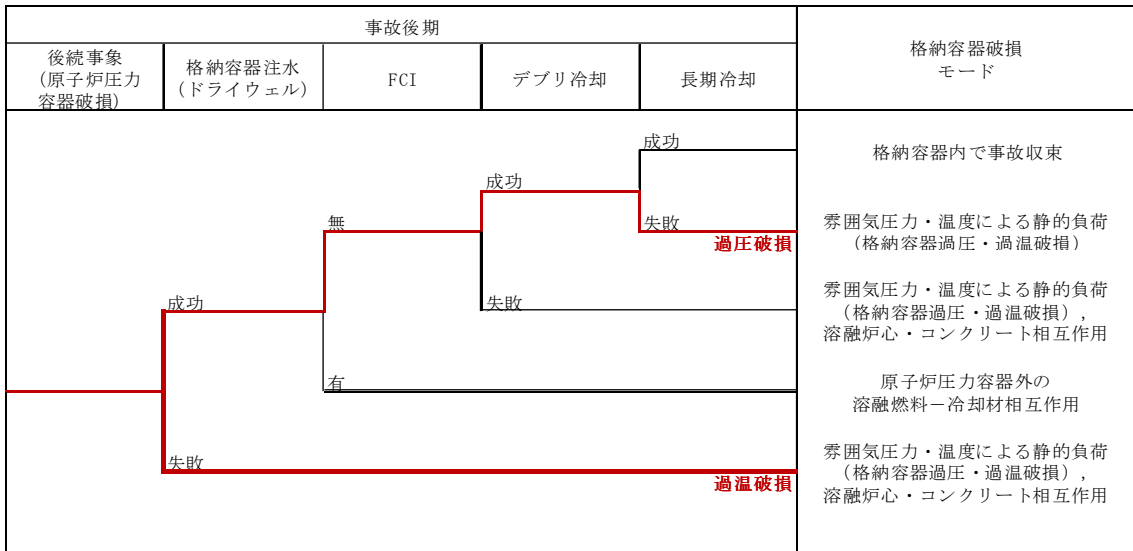 事故後期
後続事象
(原子炉圧力
容器破損)
格納容器注水
(ドライウェル)
FCI
デブリ冷却
長期冷却
格納容器破損
モード
成功
格納容器内で事故収束
成功
無
失敗
過圧破損
雰囲気圧力・温度による静的負荷
(格納容器過圧・過温破損)
成功
失敗
雰囲気圧力・温度による静的負荷
(格納容器過圧・過温破損),
溶融炉心・コンクリート相互作用
有
原子炉圧力容器外の
溶融燃料－冷却材相互作用
失敗
過温破損
雰囲気圧力・温度による静的負荷
(格納容器過圧・過温破損),
溶融炉心・コンクリート相互作用